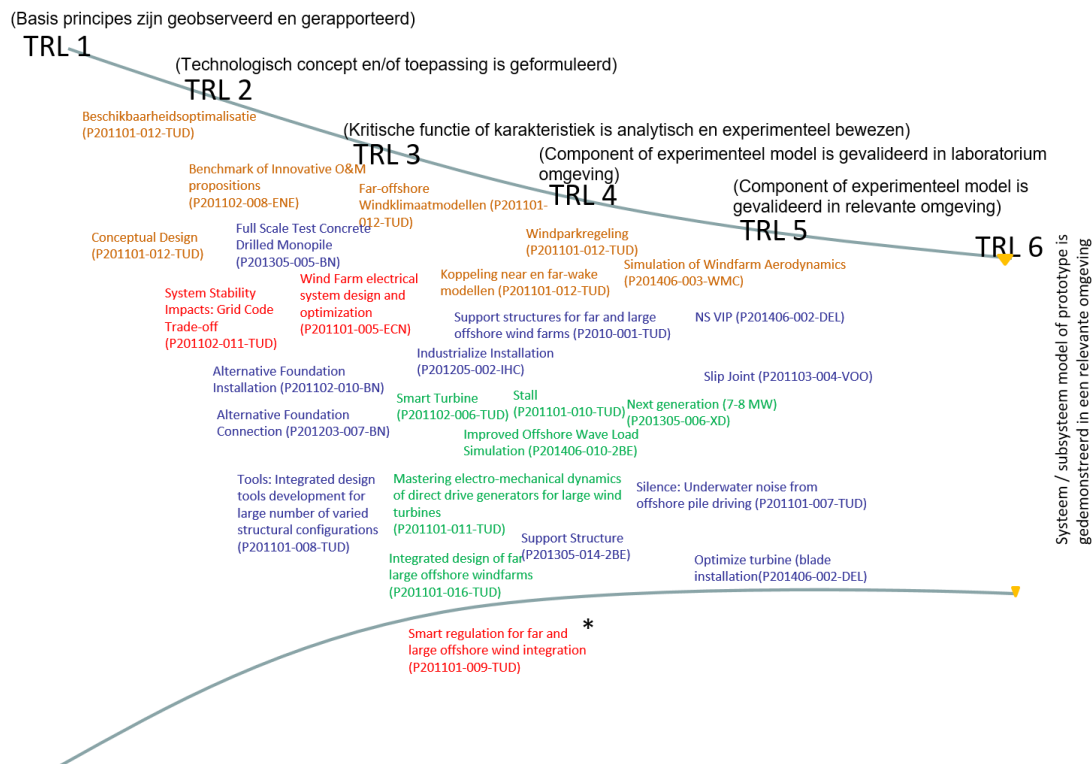 (Basis principes zijn geobserveerd en gerapporteerd)
TRL 1
(Technologisch concept en/of toepassing is geformuleerd)
TRL 2
(Kritische functie of karakteristiek is analytisch en experimenteel bewezen)
TRL 3
(Component of experimenteel model is gevalideerd in laboratorium
omgeving)
TRL 4
(Component of experimenteel model is
gevalideerd in relevante omgeving)
TRL 5
TRL 6
Systeem / subsysteem model of prototype is
gedemonstreerd in een relevante omgeving
Beschikbaarheidsoptimalisatie
(P201101-012-TUD)
Benchmark of Innovative O&M
propositions
(P201102-008-ENE)
Far-offshore
Windklimaatmodellen (P201101-
012-TUD)
Conceptual Design
(P201101-012-TUD)
Full Scale Test Concrete
Drilled Monopile
(P201305-005-BN)
Windparkregeling
(P201101-012-TUD)
Simulation of Windfarm Aerodynamics
(P201406-003-WMC)
System Stability
Impacts: Grid Code
Trade-off
(P201102-011-TUD)
Wind Farm electrical
system design and
optimization
(P201101-005-ECN)
Koppeling near en far-wake
modellen (P201101-012-TUD)
Support structures for far and large
offshore wind farms (P2010-001-TUD)
NS VIP (P201406-002-DEL)
Industrialize Installation
(P201205-002-IHC)
Alternative Foundation
Installation (P201102-010-BN)
Slip Joint (P201103-004-VOO)
Smart Turbine
(P201102-006-TUD)
Stall
(P201101-010-TUD)
Next generation (7-8 MW)
(P201305-006-XD)
Alternative Foundation
Connection (P201203-007-BN)
Improved Offshore Wave Load
Simulation (P201406-010-2BE)
Tools: Integrated design
tools development for
large number of varied
structural configurations
(P201101-008-TUD)
Mastering electro-mechanical dynamics
of direct drive generators for large wind
turbines
(P201101-011-TUD)
Silence: Underwater noise from
offshore pile driving (P201101-007-TUD)
Support Structure
(P201305-014-2BE)
Integrated design of far
large offshore windfarms
(P201101-016-TUD)
Optimize turbine (blade
installation(P201406-002-DEL)
*
Smart regulation for far and
large offshore wind integration
(P201101-009-TUD)